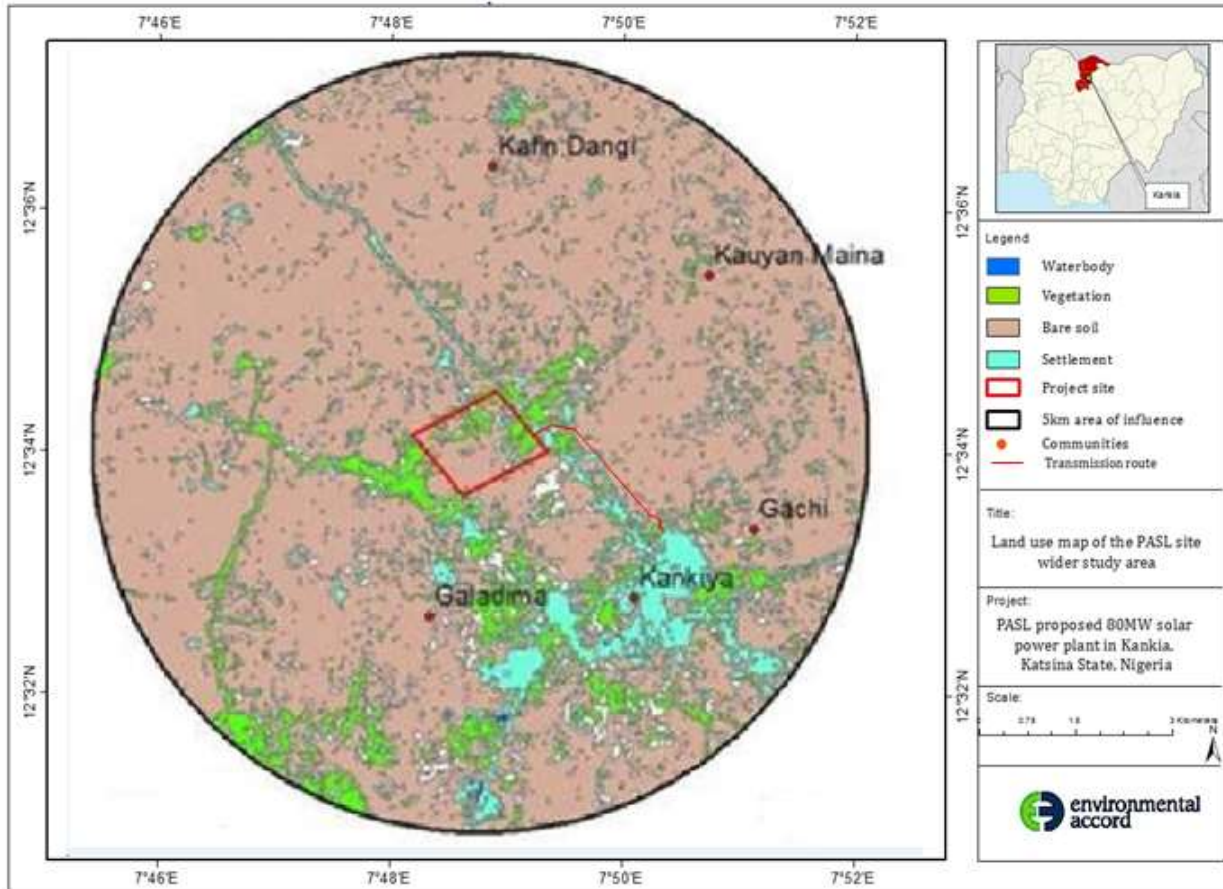 7°46'E 7°48'E 7°50'E 7°52'E
12°36'N 12°36'N
12°34'N 12°34'N
12°32'N 12°32'N
Kafin Dangi
Kauyan Maina
Gachi
Kankiya
Galadima
7°46'E 7°48'E 7°50'E 7°52'E
Kankia
Legend
Waterbody
Vegetation
Bare soil
Settlement
Project site
5km area of influence
Communities
Transmission route
Title:
Land use map of the PASL site
wider study area
Project:
PASL proposed 80MW solar
power plant in Kankia,
Katsina State, Nigeria
Scale:
0 0.75 1.5 3 Kilometers
N
environmental
accord